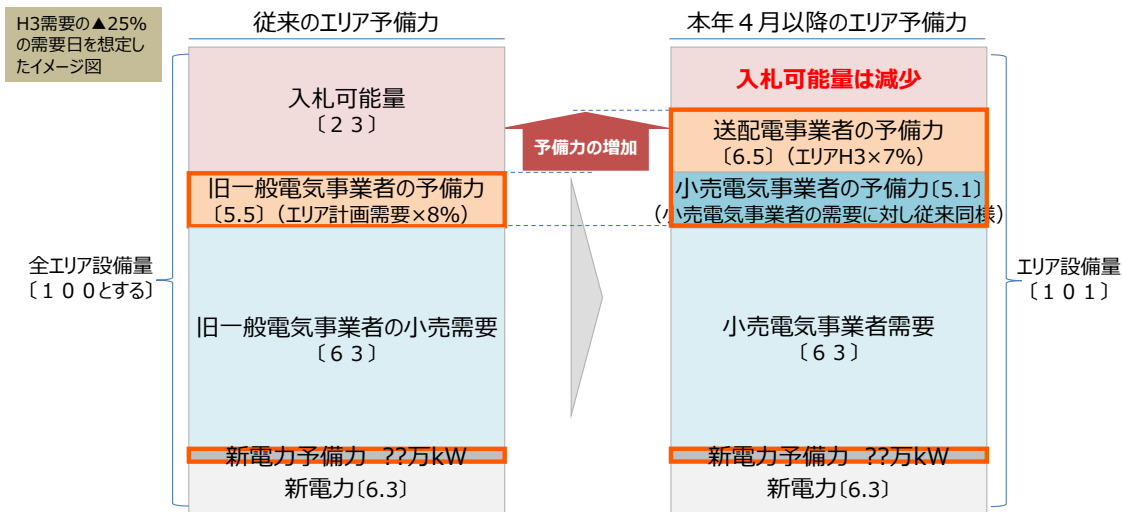 H3需要の▲25%
の需要日を想定し
たイメージ図
従来のエリア予備力
入札可能量
〔２３〕
旧一般電気事業者の予備力
〔5.5〕（エリア計画需要×8%）
全エリア設備量
〔１００とする〕
旧一般電気事業者の小売需要
〔６３〕
新電力予備力 ??万kW
新電力〔6.3〕
予備力の増加
本年４月以降のエリア予備力
入札可能量は減少
送配電事業者の予備力
〔6.5〕（エリアH3×7%）
小売電気事業者の予備力〔5.1〕
（小売電気事業者の需要に対し従来同様）
小売電気事業者需要
〔６３〕
エリア設備量
〔１０１〕
新電力予備力 ??万kW
新電力〔6.3〕